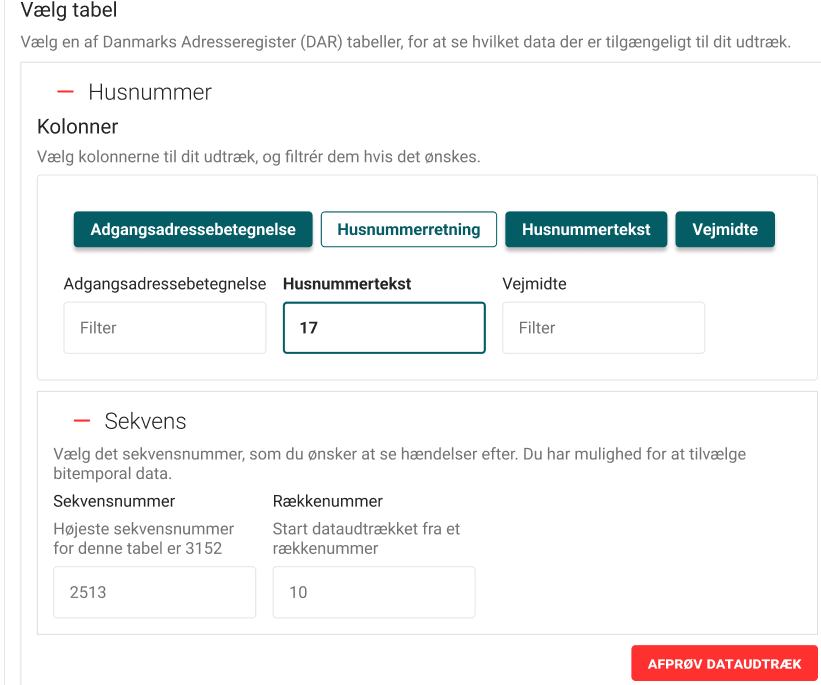 Vælg tabel
Vælg en af Danmarks Adresseregister (DAR) tabeller, for at se hvilket data der er tilgængeligt til dit udtræk.
Husnummer
Kolonner
Vælg kolonnerne til dit udtræk, og filtrér dem hvis det ønskes.
Adgangsadressebetegnelse Husnummerretning Husnummertekst Vejmidte
Adgangsadressebetegnelse Husnummertekst Vejmidte
Filter 17 Filter
Sekvens
Vælg det sekvensnummer, som du ønsker at se hændelser efter. Du har mulighed for at tilvælge
bitemporal data.
Sekvensnummer Rækkenummer
Højeste sekvensnummer Start dataudtrækket fra et
for denne tabel er 3152 rækkenummer
2513 10
AFPRØV DATAUDTRÆK